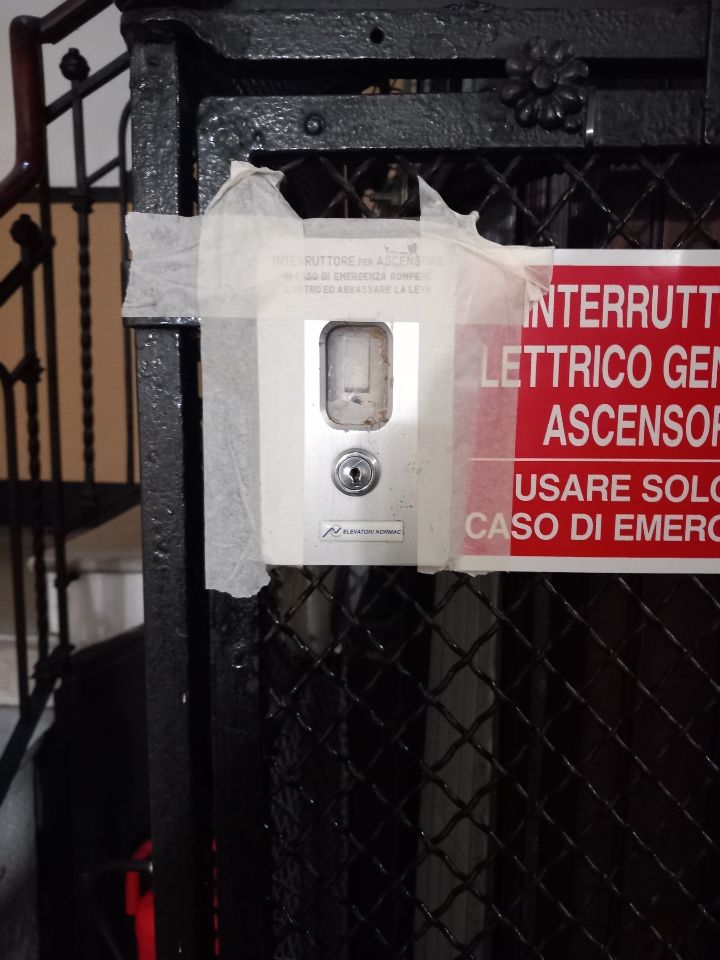 INTERRUTTORE PER ASCENSORE
IN CASO DI EMERGENZA ROMPERE
IL VETRO ED ABBASSARE LA LEVA
ELEVATORI NORMAC
INTERRUTT
LETTRICO GEN
ASCENSOR
USARE SOLO
CASO DI EMERG